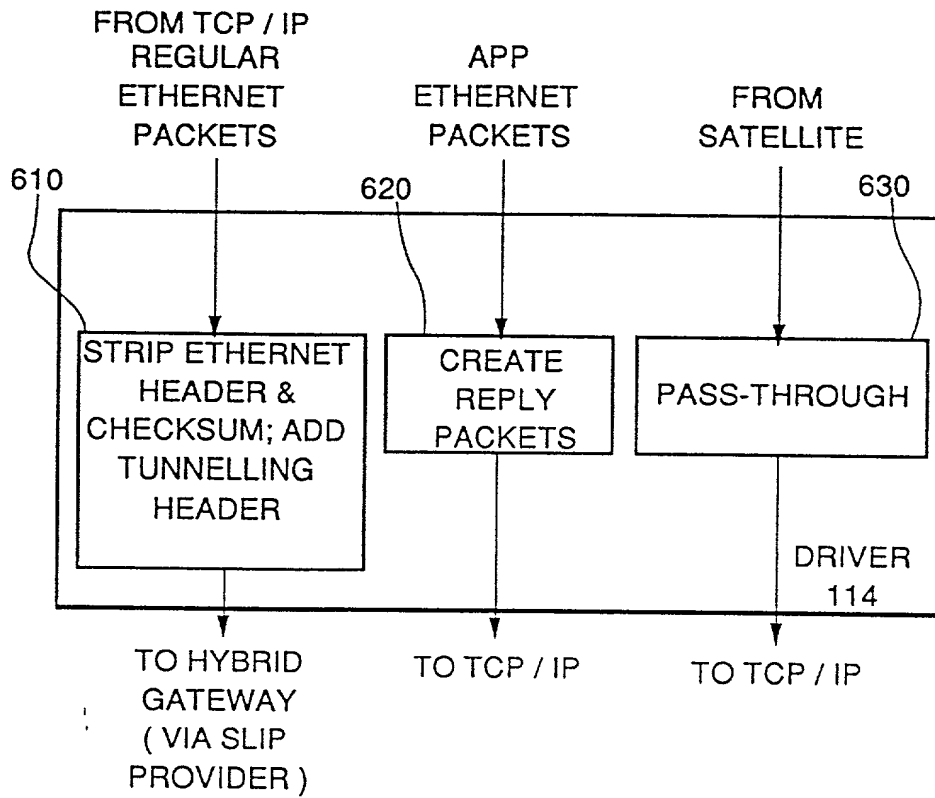 FROM TCP / IP
REGULAR
ETHERNET
PACKETS
APP
ETHERNET
PACKETS
FROM
SATELLITE
610
620
630
STRIP ETHERNET
HEADER &
CHECKSUM; ADD
TUNNELLING
HEADER
CREATE
REPLY
PACKETS
PASS-THROUGH
DRIVER
114
TO HYBRID
GATEWAY
( VIA SLIP
PROVIDER )
TO TCP / IP
TO TCP / IP